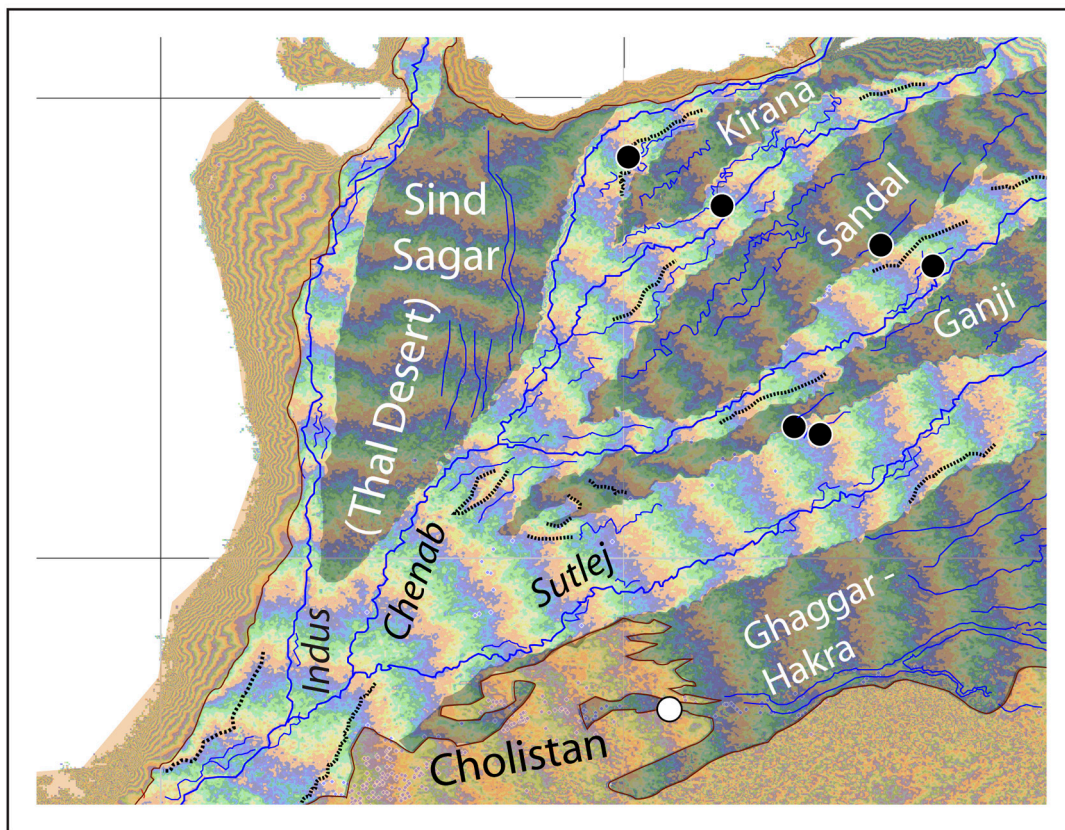 Kirana
Sind
Sagar
(Thal Desert)
Sandal
Ganji
Chenab
Sutlej
Indus
Ghaggar -
Hakra
Cholistan